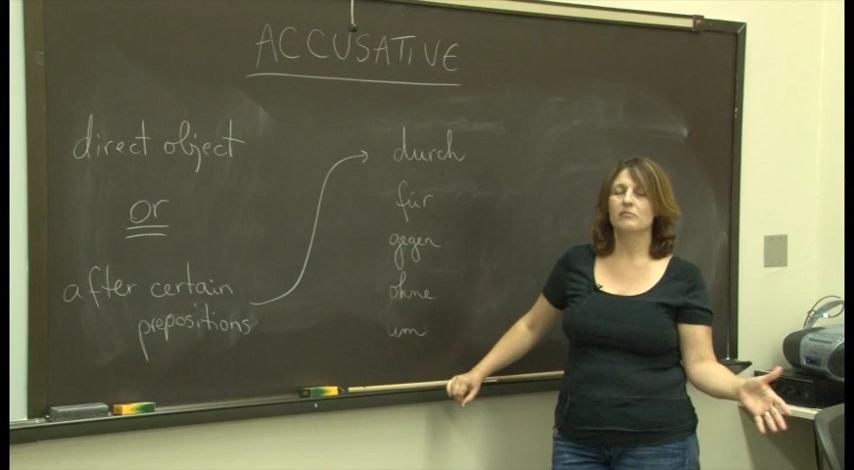 ACCUSATIVE
direct object
or
after certain
prepositions
durch
für
gegen
ohne
um